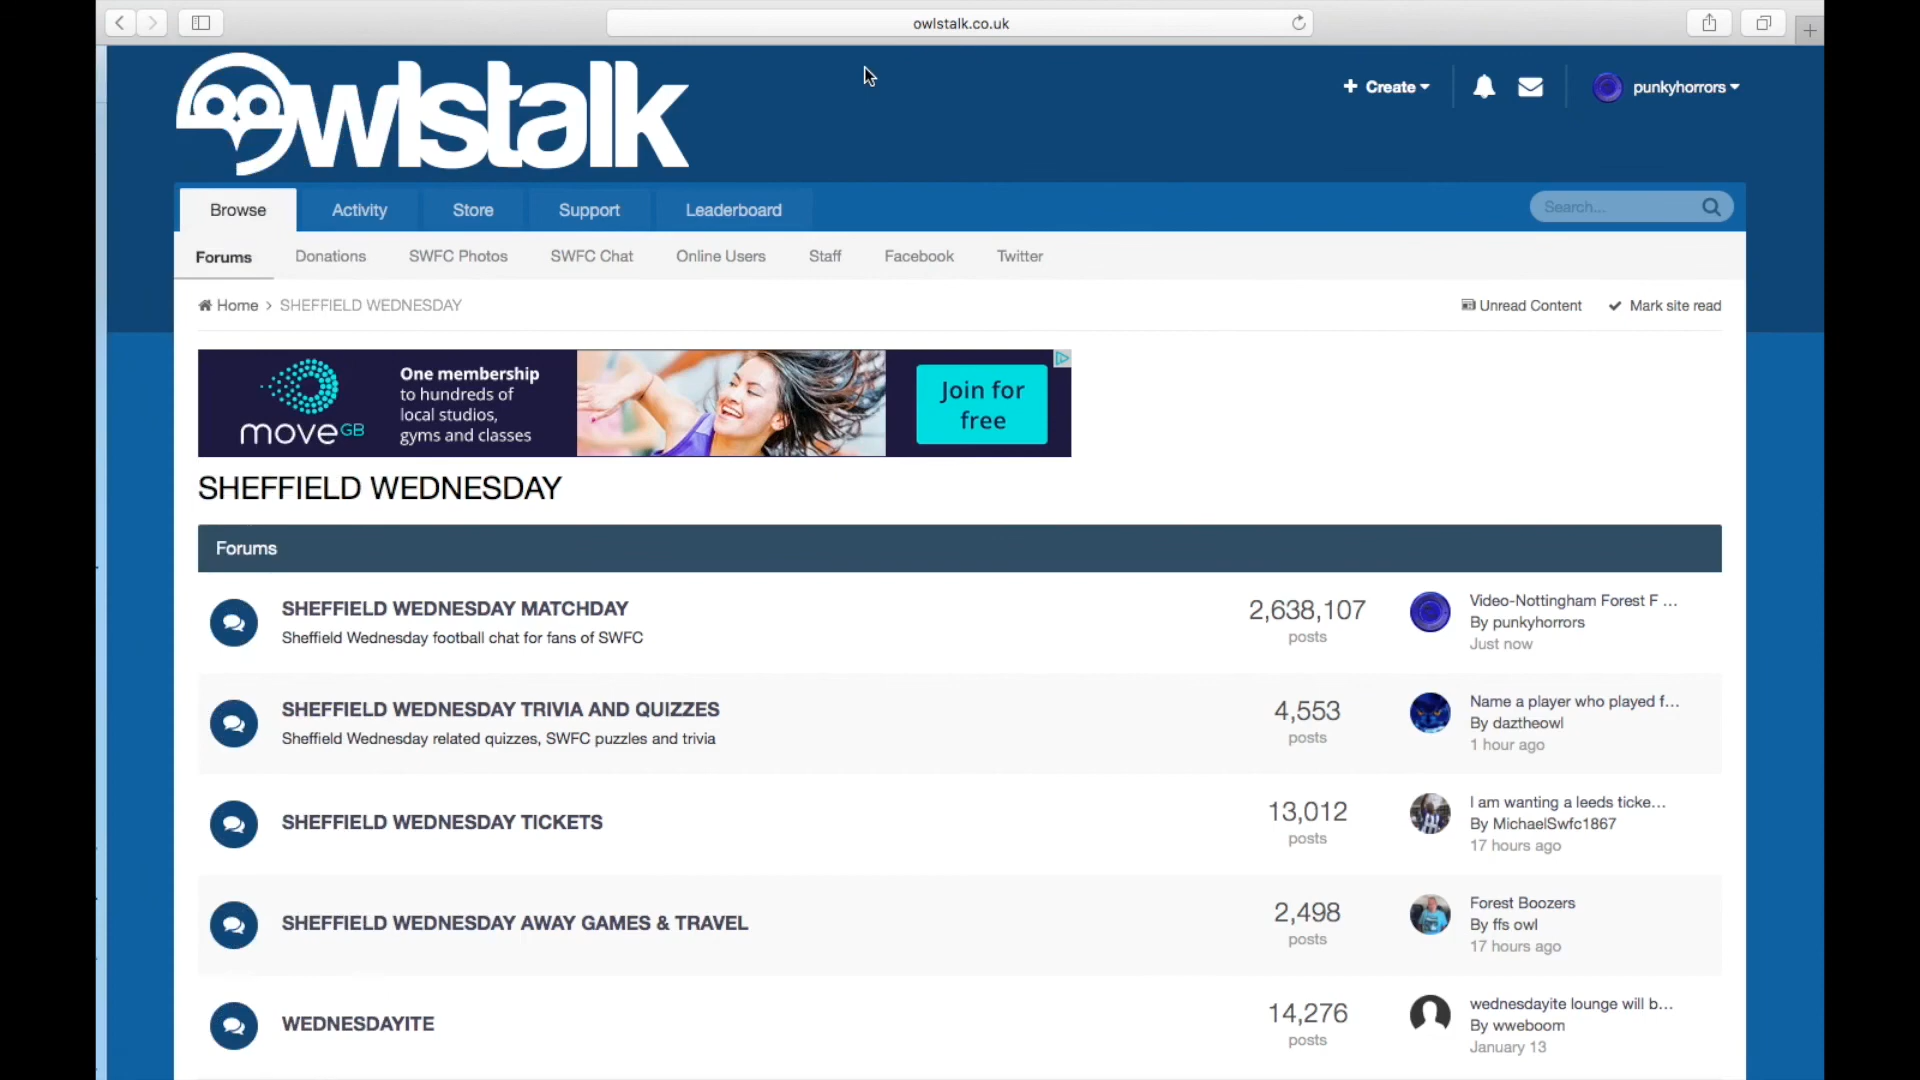 owlstalk.co.uk
Owlstalk
Create
punkyhorrors
Browse
Activity
Store
Support
Leaderboard
Search...
Forums
Donations
SWFC Photos
SWFC Chat
Online Users
Staff
Facebook
Twitter
Home > SHEFFIELD WEDNESDAY
Unread Content
Mark site read
moveGB
One membership
to hundreds of
local studios,
gyms and classes
Join for
free
SHEFFIELD WEDNESDAY
Forums
SHEFFIELD WEDNESDAY MATCHDAY
Sheffield Wednesday football chat for fans of SWFC
2,638,107
posts
Video-Nottingham Forest F ...
By punkyhorrors
Just now
SHEFFIELD WEDNESDAY TRIVIA AND QUIZZES
Sheffield Wednesday related quizzes, SWFC puzzles and trivia
4,553
posts
Name a player who played f...
By daztheowl
1 hour ago
SHEFFIELD WEDNESDAY TICKETS
13,012
posts
I am wanting a leeds ticke...
By MichaelSwfc1867
17 hours ago
SHEFFIELD WEDNESDAY AWAY GAMES & TRAVEL
2,498
posts
Forest Boozers
By ffs owl
17 hours ago
WEDNESDAYITE
14,276
posts
wednesdayite lounge will b...
By wweboom
January 13